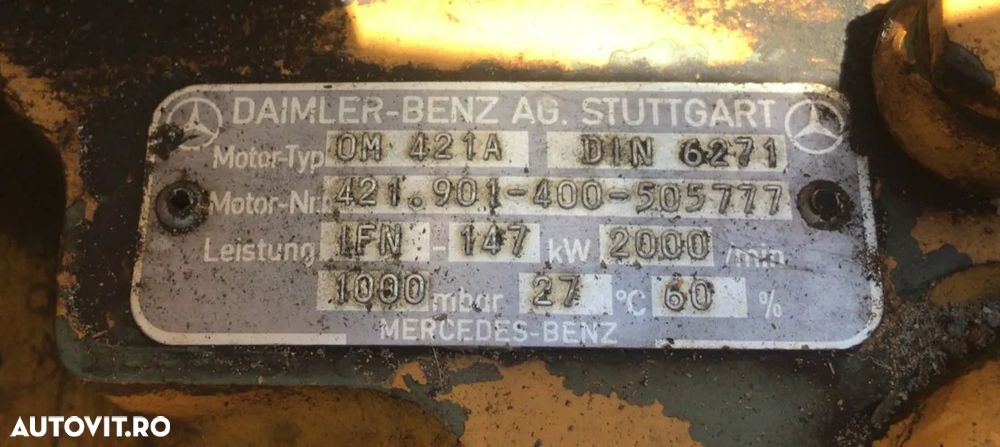 DAIMLER-BENZ AG. STUTTGART
Motor-Typ OM 421A DIN 6271
Motor-Nr. 421.901-400-505777
Leistung IFN - 147 kW 2000 /min
1000 mbar 27 °C 60 %
MERCEDES-BENZ
AUTOVIT.RO